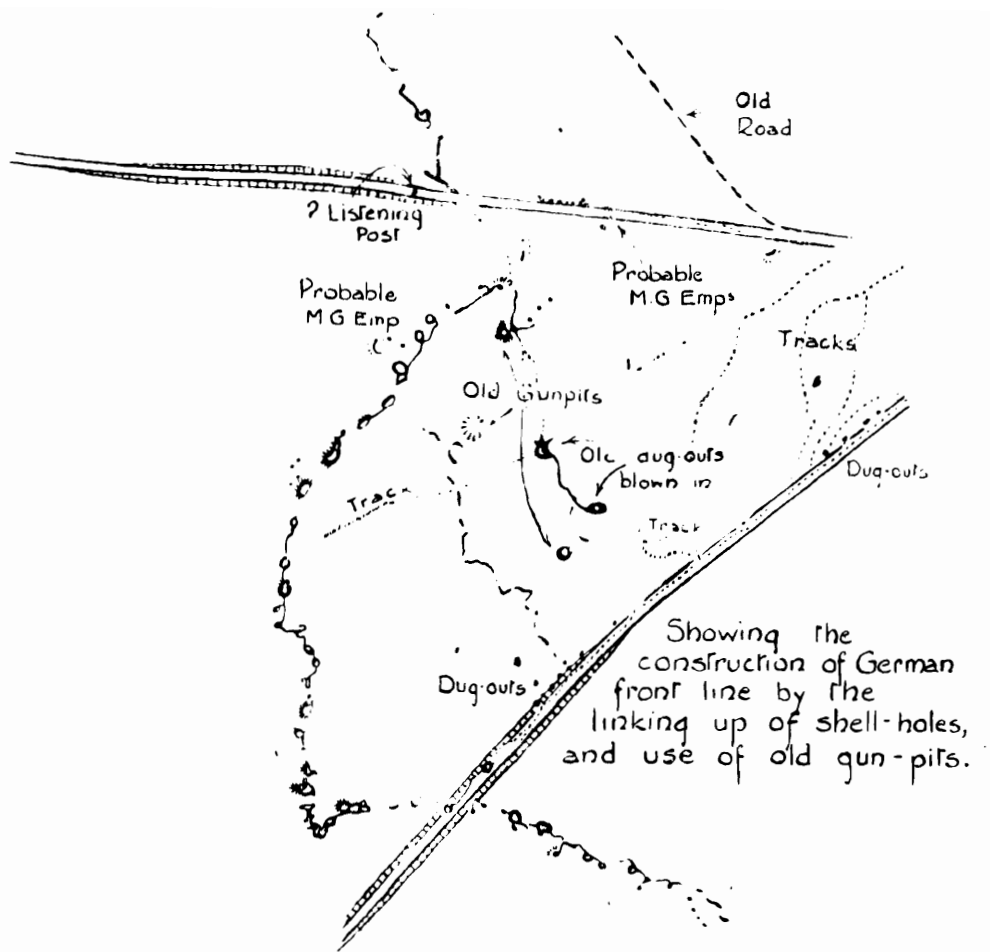 Old
Road
? Listening
Post
Probable
M.G Emps
Probable
M G Emp
Tracks
Old Gunpits
Old dug-outs
blown in
Dug-outs
Track
Track
Showing the
construction of German
front line by the
linking up of shell-holes,
and use of old gun-pits.
Dug-outs